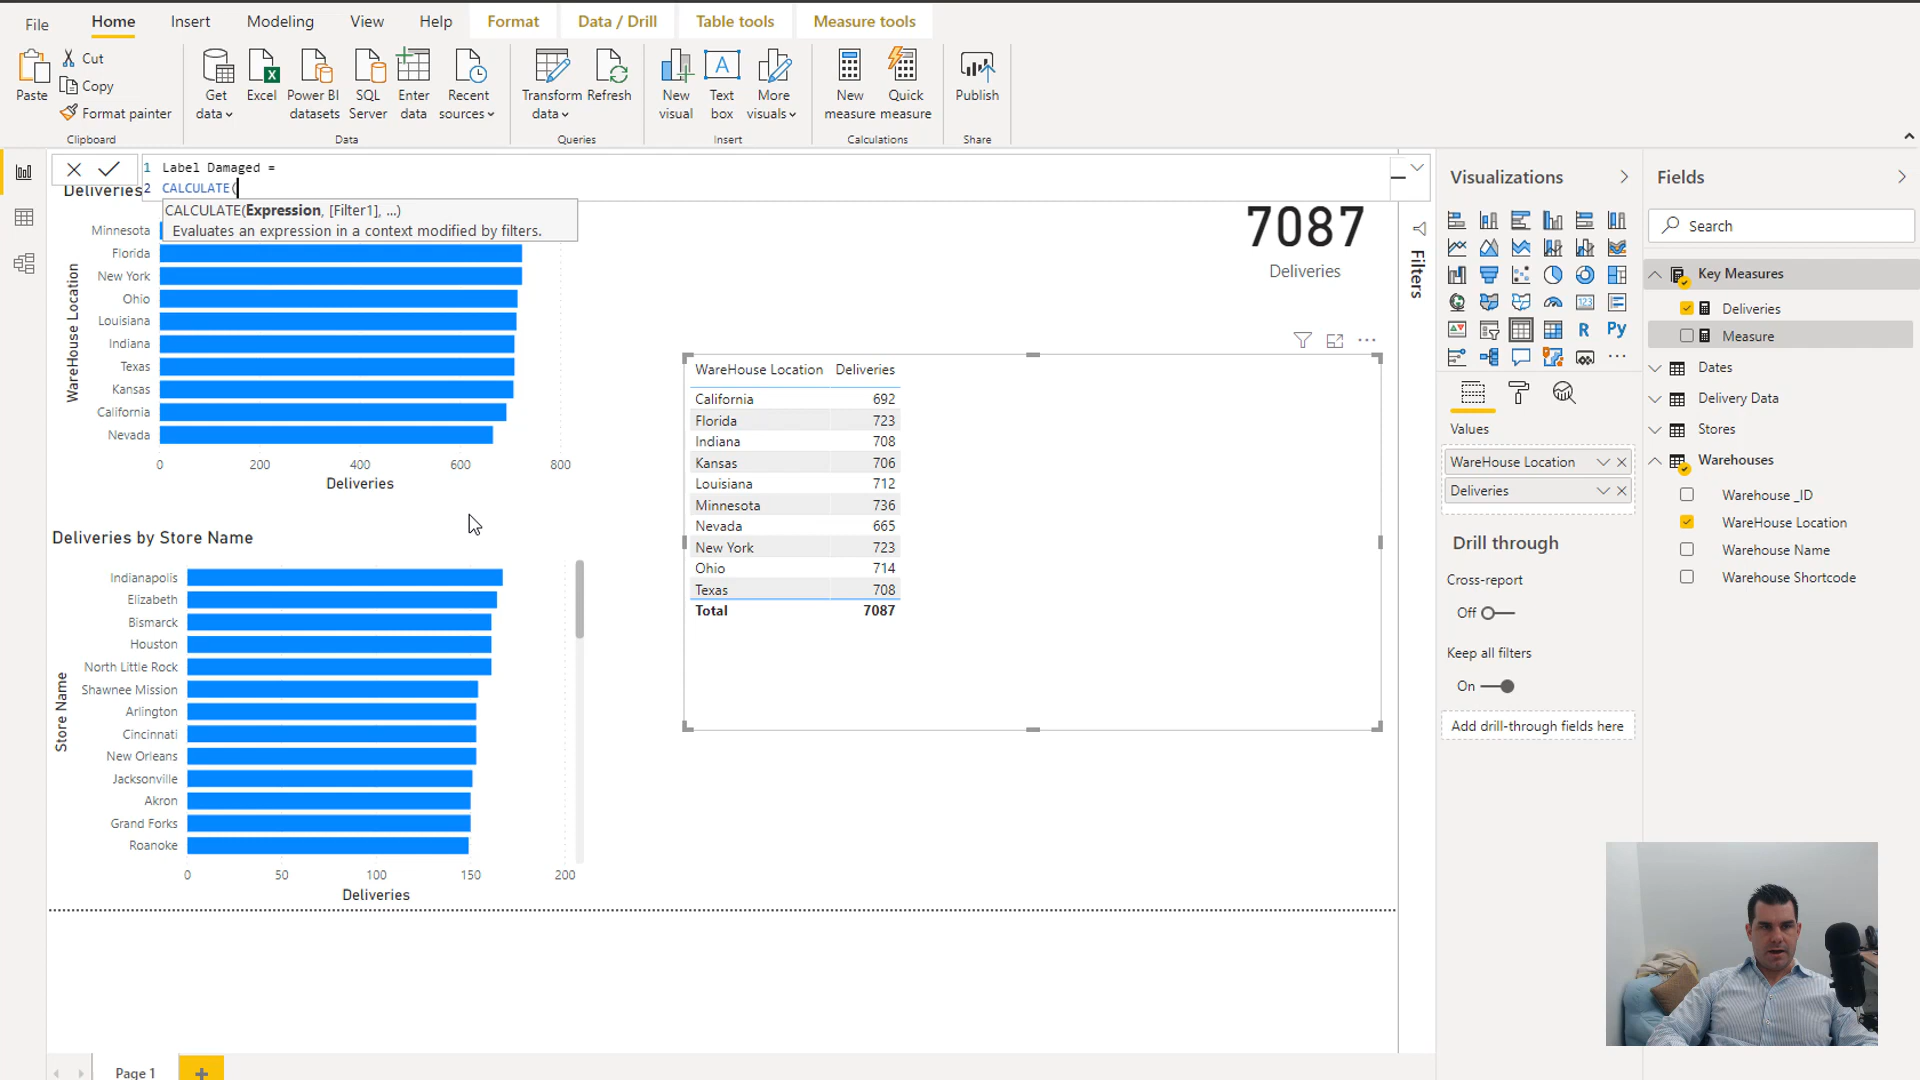 File
Home
Insert
Modeling
View
Help
Format
Data / Drill
Table tools
Measure tools
Paste
Cut
Copy
Format painter
Clipboard
Get data
Excel
Power BI datasets
SQL Server
Enter data
Recent sources
Data
Transform data
Refresh
Queries
New visual
Text box
More visuals
Insert
New measure
Quick measure
Calculations
Publish
Share
1 Label Damaged =
2 CALCULATE(
CALCULATE(Expression, [Filter1], ...)
Evaluates an expression in a context modified by filters.
Deliveries
WareHouse Location
Minnesota
Florida
New York
Ohio
Louisiana
Indiana
Texas
Kansas
California
Nevada
0 200 400 600 800
Deliveries
Deliveries by Store Name
Store Name
Indianapolis
Elizabeth
Bismarck
Houston
North Little Rock
Shawnee Mission
Arlington
Cincinnati
New Orleans
Jacksonville
Akron
Grand Forks
Roanoke
0 50 100 150 200
Deliveries
7087
Deliveries
WareHouse Location Deliveries
California 692
Florida 723
Indiana 708
Kansas 706
Louisiana 712
Minnesota 736
Nevada 665
New York 723
Ohio 714
Texas 708
Total 7087
Filters
Visualizations
R
Py
123
Values
WareHouse Location
Deliveries
Drill through
Cross-report
Off
Keep all filters
On
Add drill-through fields here
Fields
Search
Key Measures
Deliveries
Measure
Dates
Delivery Data
Stores
Warehouses
Warehouse _ID
WareHouse Location
Warehouse Name
Warehouse Shortcode
Page 1